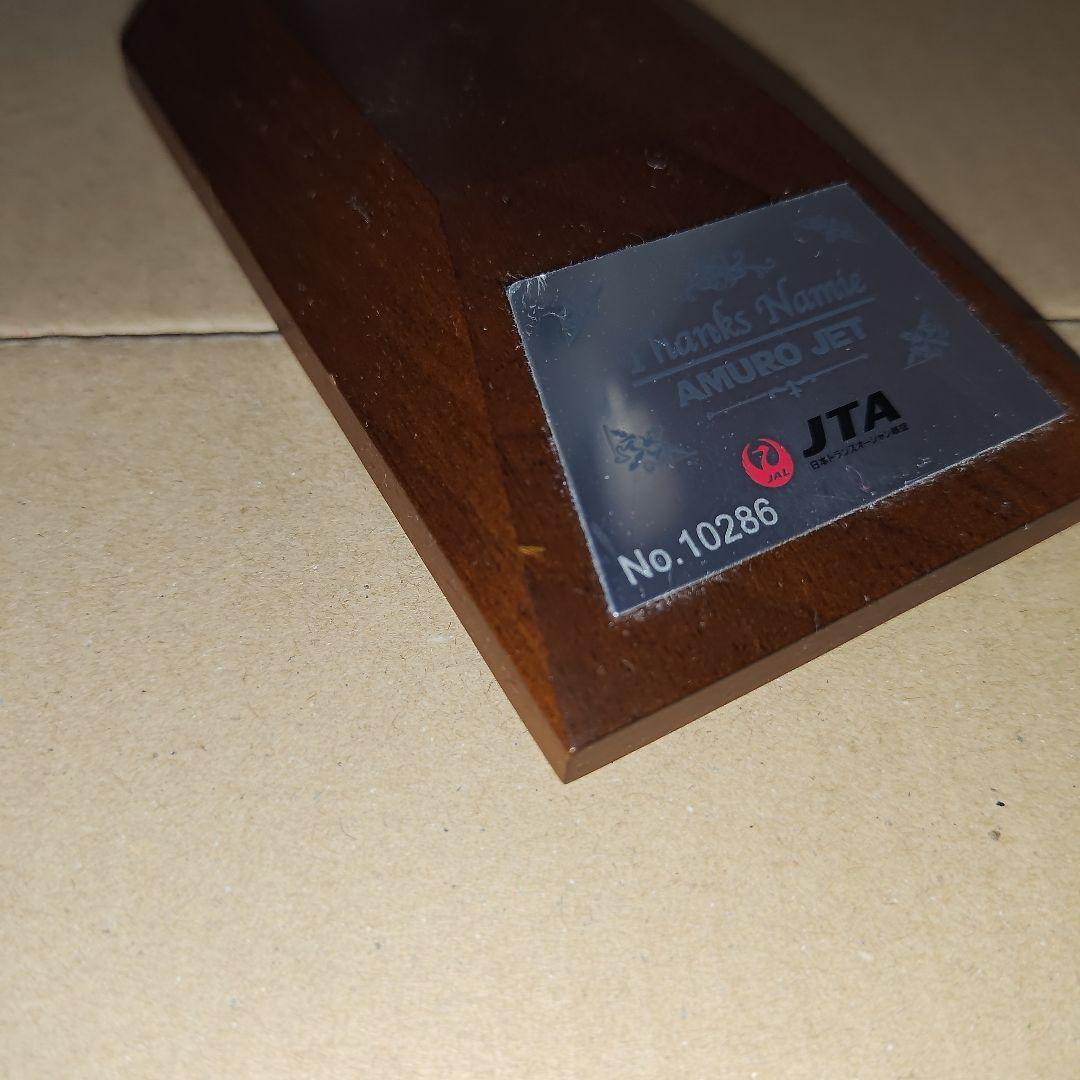 Thanks Namie
AMURO JET
JAL
JTA
日本トランスオーシャン航空
No.10286